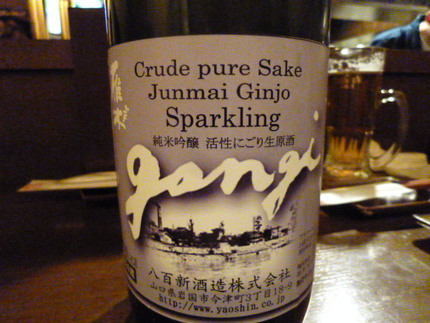 Crude pure Sake
Junmai Ginjo
Sparkling
純米吟醸 活性にごり生原酒
雁木
gangi
八百新酒造株式会社
山口県岩国市今津町3丁目18-9
http://www.yaoshin.co.jp